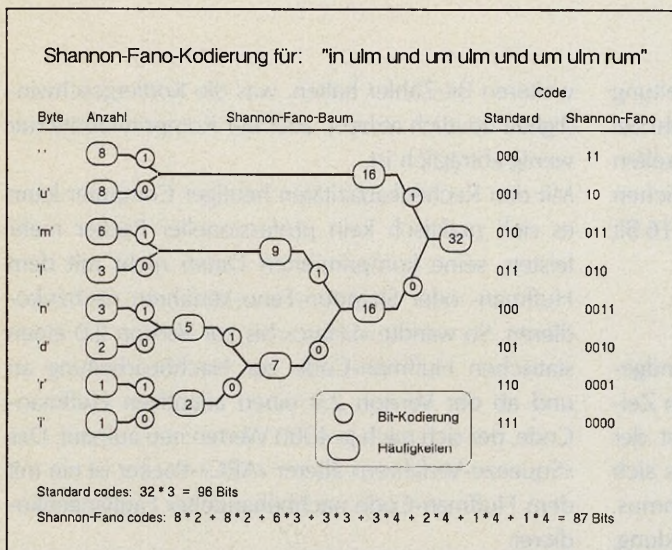 Shannon-Fano-Kodierung für: "in ulm und um ulm und um ulm rum"
Code
Byte Anzahl Shannon-Fano-Baum Standard Shannon-Fano
' ' 8 1 16 000 11
'u' 8 0 1 001 10
32
'm' 6 1 9 010 011
'l' 3 0 1 0 011 010
'n' 3 1 5 16 100 0011
'd' 2 0 1 0 101 0010
7
'r' 1 1 0 110 0001
'i' 1 0 2 111 0000
Bit-Kodierung
Häufigkeiten
Standard codes: 32*3 = 96 Bits
Shannon-Fano codes: 8*2 + 8*2 + 6*3 + 3*3 + 3*4 + 2*4 + 1*4 + 1*4 = 87 Bits